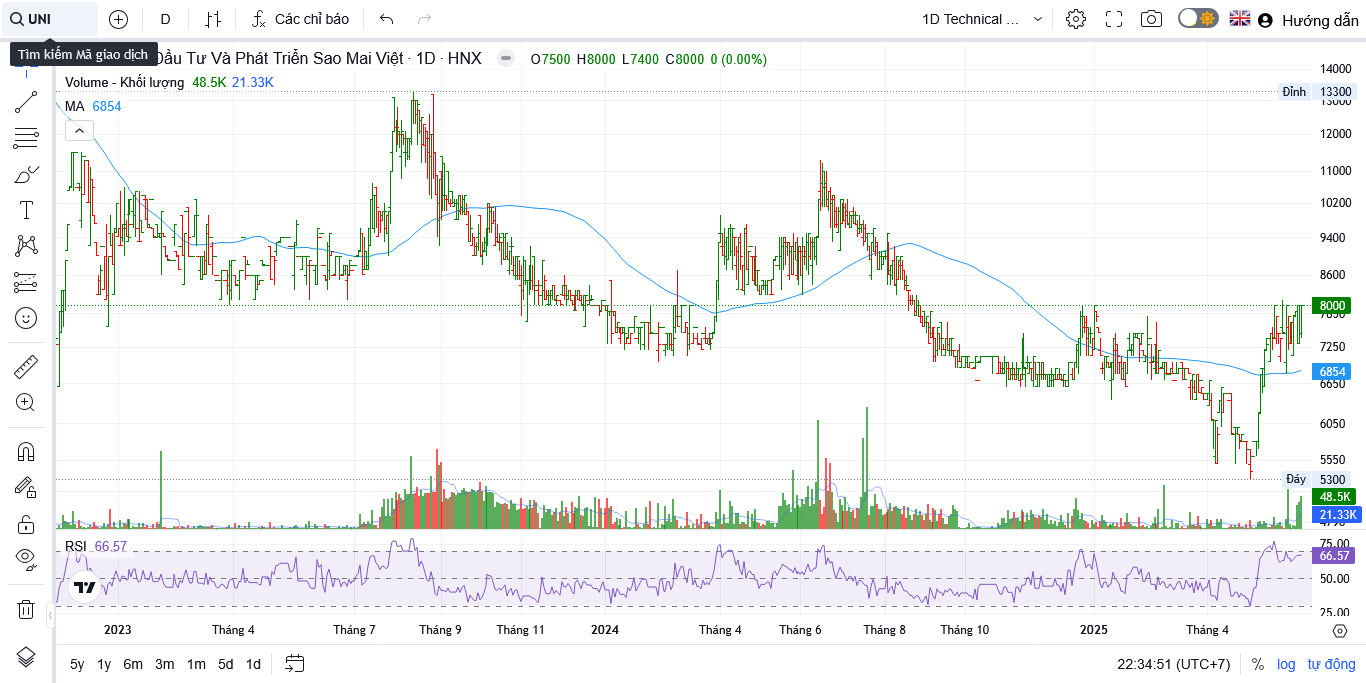 UNI
D
Các chỉ báo
1D Technical ...
Hướng dẫn
Tìm kiếm Mã giao dịch
Đầu Tư Và Phát Triển Sao Mai Việt · 1D · HNX
O7500 H8000 L7400 C8000 0 (0.00%)
Volume - Khối lượng 48.5K 21.33K
MA 6854
14000
Đỉnh 13300
13000
12000
11000
10200
9400
8600
8000
7850
7250
6854
6650
6050
5550
Đáy 5300
48.5K
21.33K
RSI 66.57
75.00
66.57
50.00
25.00
2023 Tháng 4 Tháng 7 Tháng 9 Tháng 11 2024 Tháng 4 Tháng 6 Tháng 8 Tháng 10 2025 Tháng 4
5y 1y 6m 3m 1m 5d 1d
22:34:51 (UTC+7) % log tự động